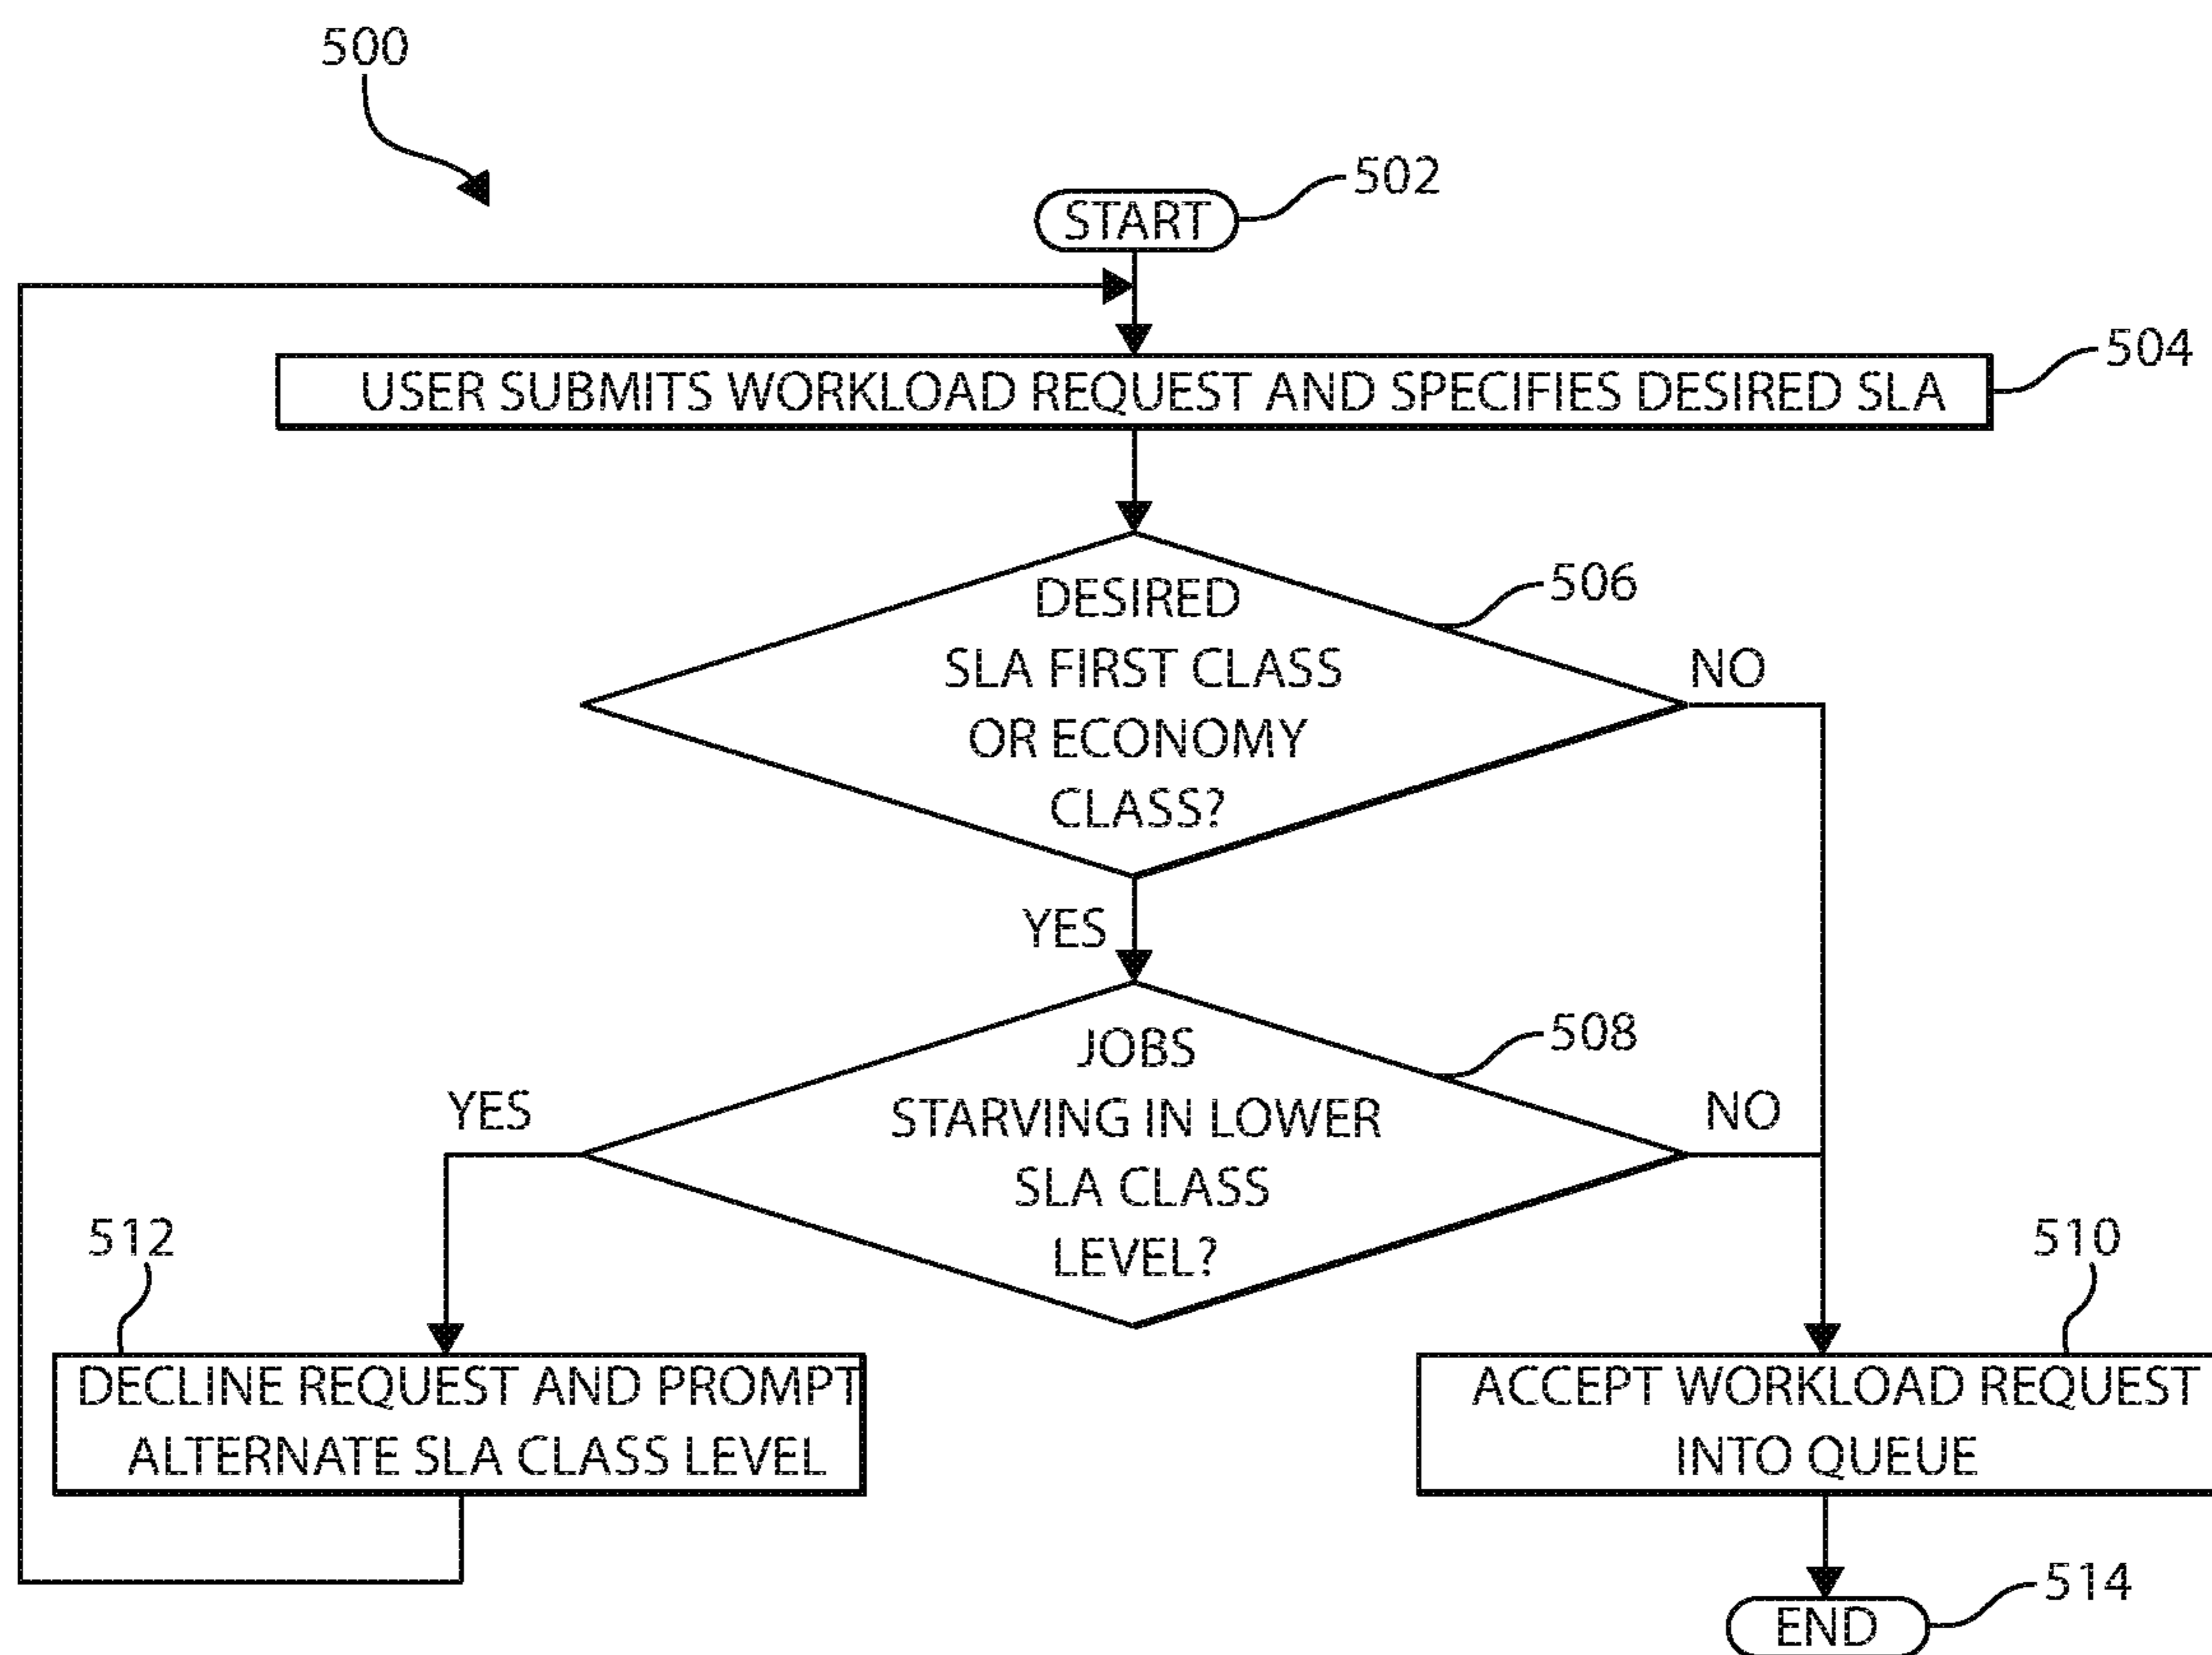 500
502
START
504
USER SUBMITS WORKLOAD REQUEST AND SPECIFIES DESIRED SLA
506
DESIRED
SLA FIRST CLASS
OR ECONOMY
CLASS?
NO
YES
508
JOBS
STARVING IN LOWER
SLA CLASS
LEVEL?
YES
NO
512
510
DECLINE REQUEST AND PROMPT
ALTERNATE SLA CLASS LEVEL
ACCEPT WORKLOAD REQUEST
INTO QUEUE
514
END